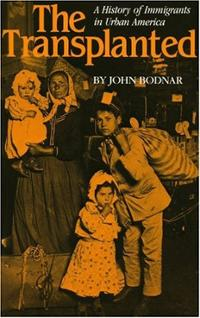 The
Transplanted
A History of Immigrants
in Urban America
BY JOHN BODNAR